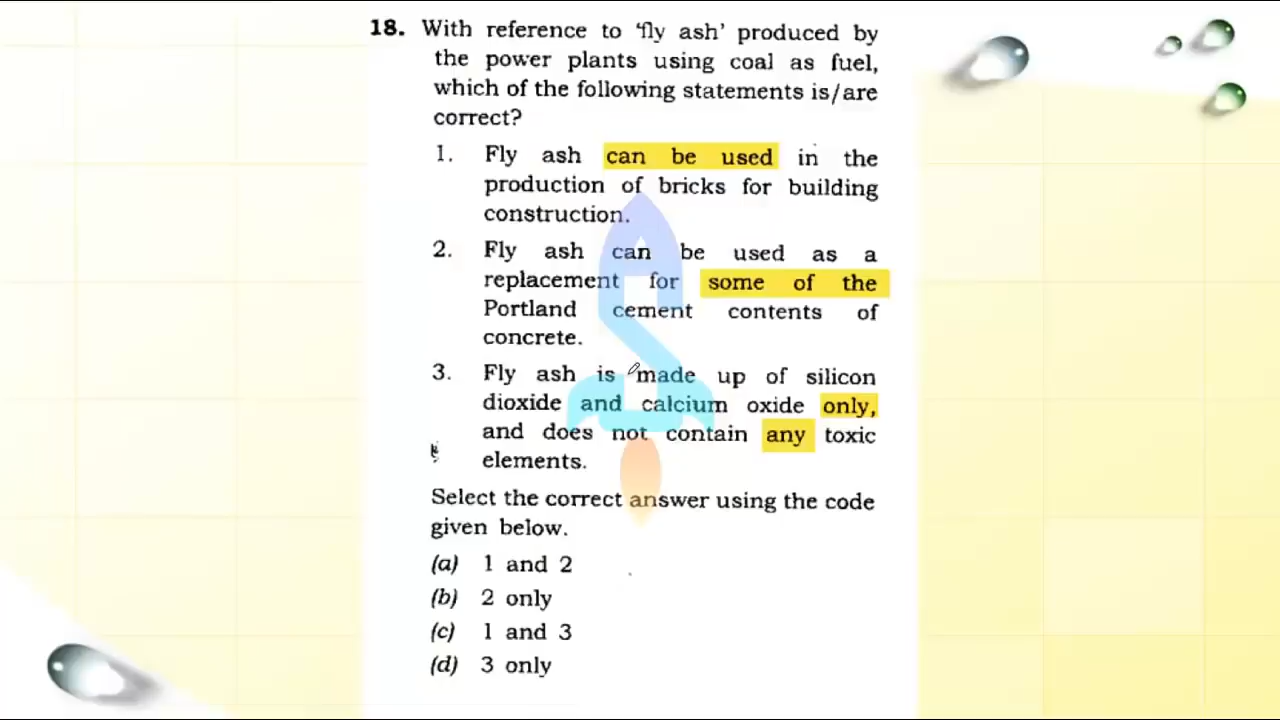 18. With reference to 'fly ash' produced by
the power plants using coal as fuel,
which of the following statements is/are
correct?
1. Fly ash can be used in the
production of bricks for building
construction.
2. Fly ash can be used as a
replacement for some of the
Portland cement contents of
concrete.
3. Fly ash is made up of silicon
dioxide and calcium oxide only,
and does not contain any toxic
elements.
Select the correct answer using the code
given below.
(a) 1 and 2
(b) 2 only
(c) 1 and 3
(d) 3 only